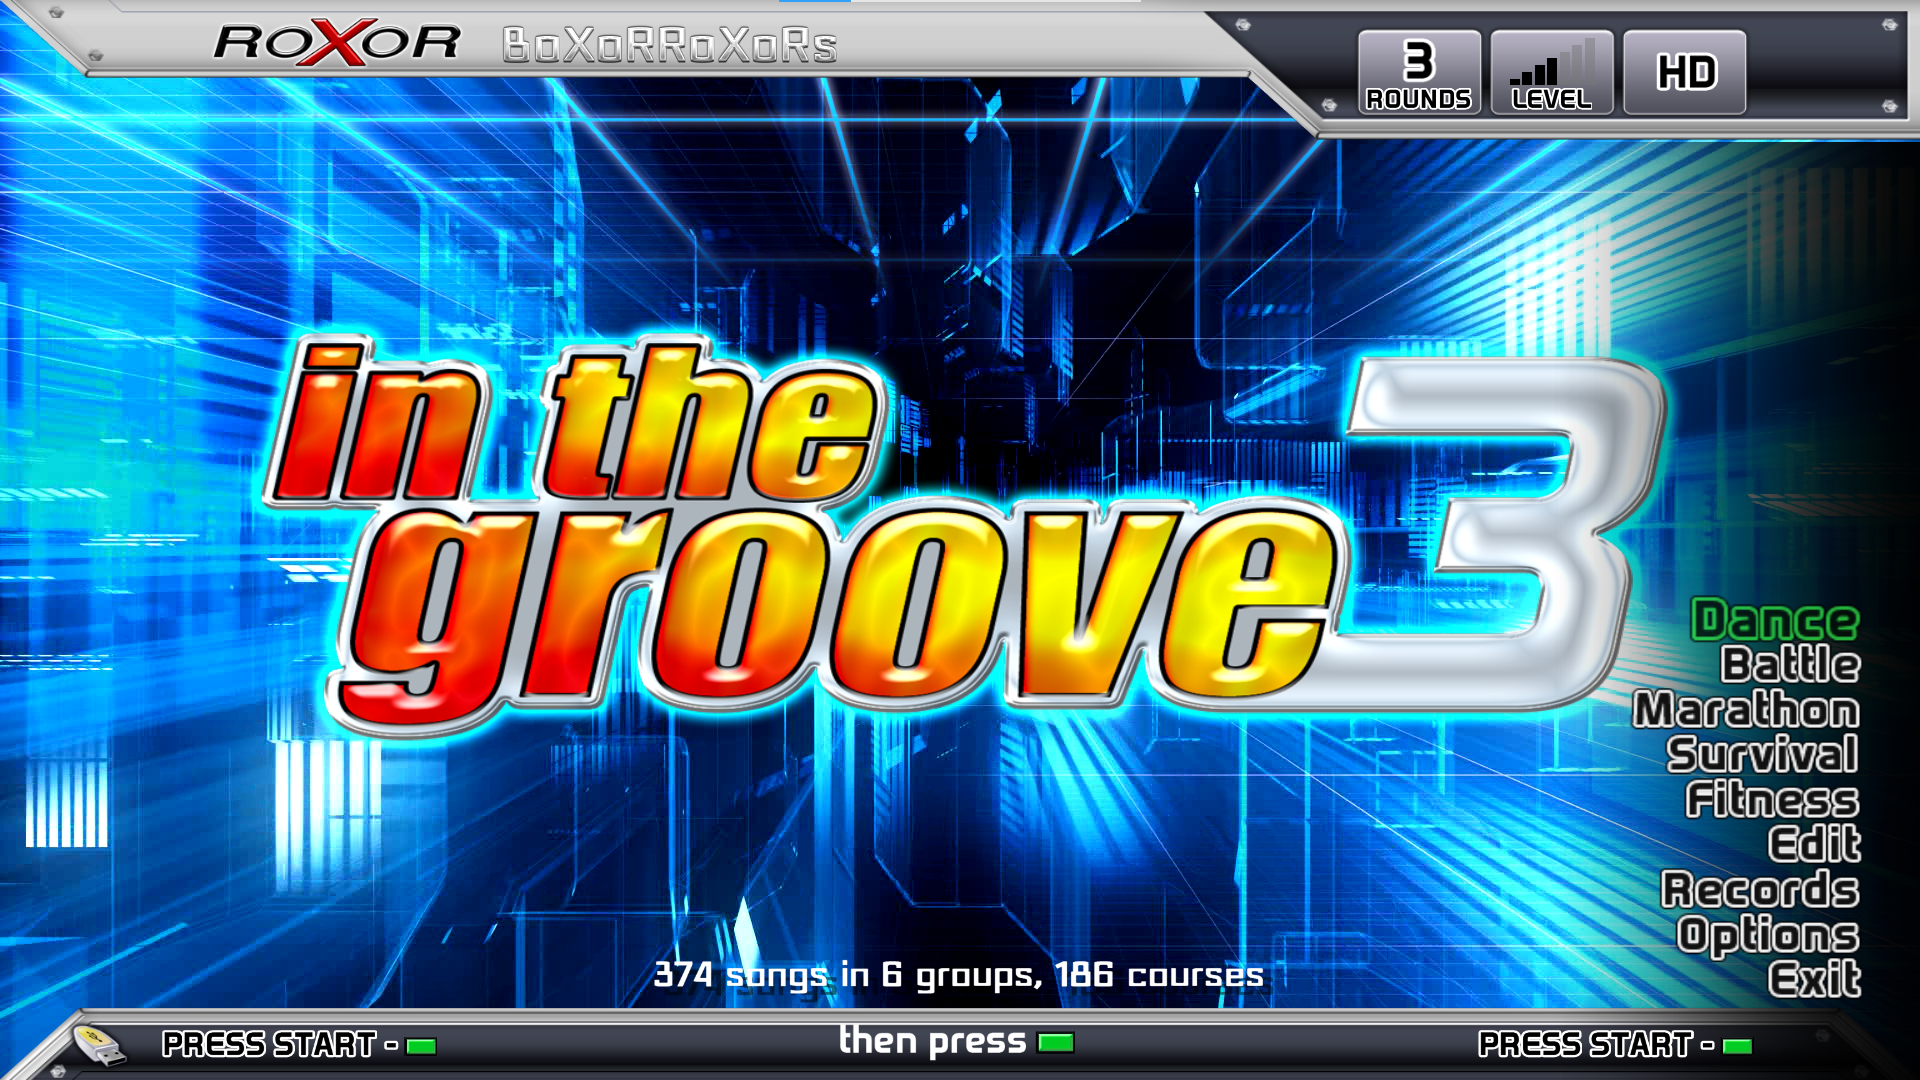 ROXOR BoXoRRoXoRs
3
ROUNDS
LEVEL
HD
in the
groove 3
Dance
Battle
Marathon
Survival
Fitness
Edit
Records
Options
Exit
374 songs in 6 groups, 186 courses
PRESS START -
then press
PRESS START -